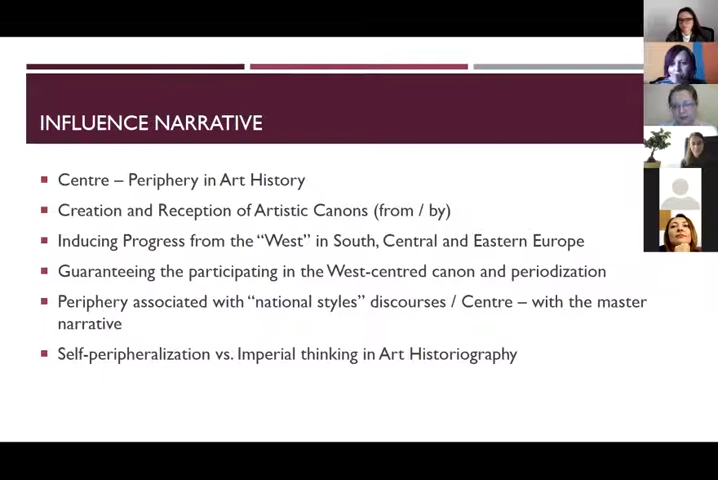 INFLUENCE NARRATIVE
Centre – Periphery in Art History
Creation and Reception of Artistic Canons (from / by)
Inducing Progress from the “West” in South, Central and Eastern Europe
Guaranteeing the participating in the West-centred canon and periodization
Periphery associated with “national styles” discourses / Centre – with the master
narrative
Self-peripheralization vs. Imperial thinking in Art Historiography